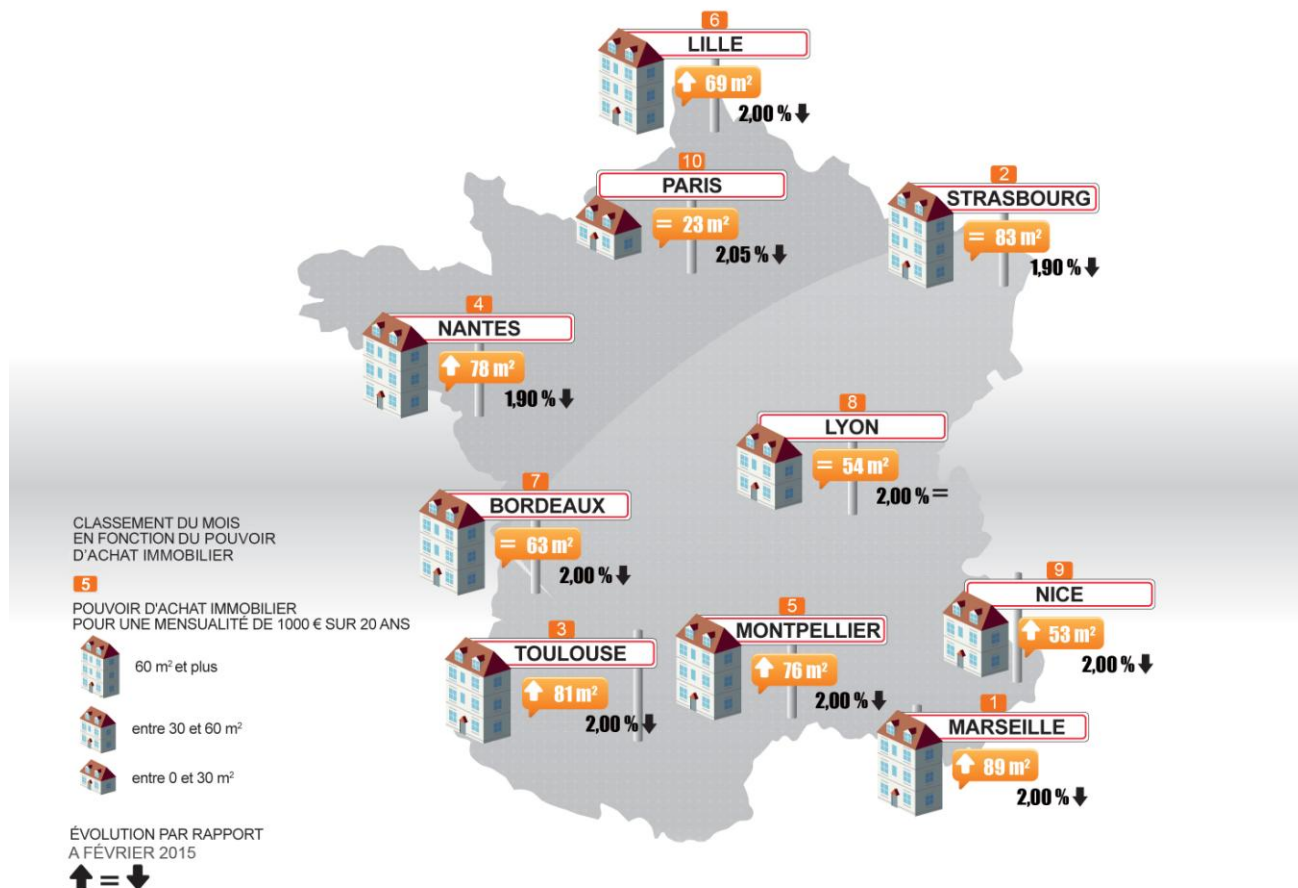 6
LILLE
69 m²
2,00 %
10
PARIS
= 23 m²
2,05 %
2
STRASBOURG
= 83 m²
1,90 %
4
NANTES
78 m²
1,90 %
8
LYON
= 54 m²
2,00 % =
7
BORDEAUX
= 63 m²
2,00 %
9
NICE
53 m²
2,00 %
5
MONTPELLIER
76 m²
2,00 %
3
TOULOUSE
81 m²
2,00 %
1
MARSEILLE
89 m²
2,00 %
CLASSEMENT DU MOIS
EN FONCTION DU POUVOIR
D'ACHAT IMMOBILIER
5
POUVOIR D'ACHAT IMMOBILIER
POUR UNE MENSUALITÉ DE 1000 € SUR 20 ANS
60 m² et plus
entre 30 et 60 m²
entre 0 et 30 m²
ÉVOLUTION PAR RAPPORT
A FÉVRIER 2015
=